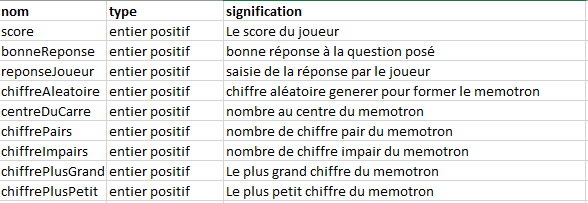 nom type signification
score entier positif Le score du joueur
bonneReponse entier positif bonne réponse à la question posé
reponseJoueur entier positif saisie de la réponse par le joueur
chiffreAleatoire entier positif chiffre aléatoire generer pour former le memotron
centreDuCarre entier positif nombre au centre du memotron
chiffrePairs entier positif nombre de chiffre pair du memotron
chiffreImpairs entier positif nombre de chiffre impair du memotron
chiffrePlusGrand entier positif Le plus grand chiffre du memotron
chiffrePlusPetit entier positif Le plus petit chiffre du memotron